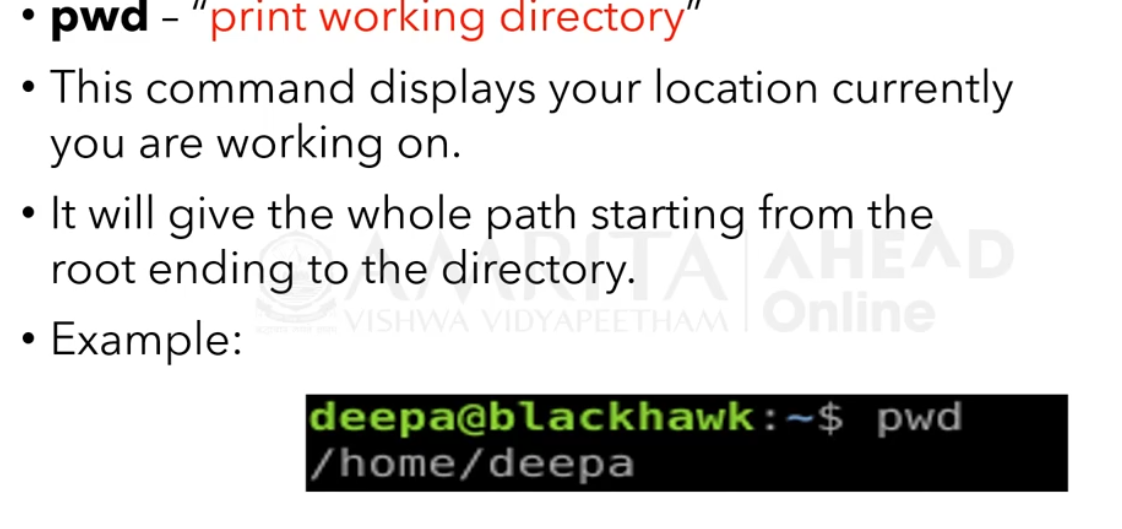 • pwd – "print working directory"
• This command displays your location currently
you are working on.
• It will give the whole path starting from the
root ending to the directory.
AMRITA AHEAD
VISHWA VIDYAPEETHAM Online
• Example:
deepa@blackhawk:~$ pwd
/home/deepa